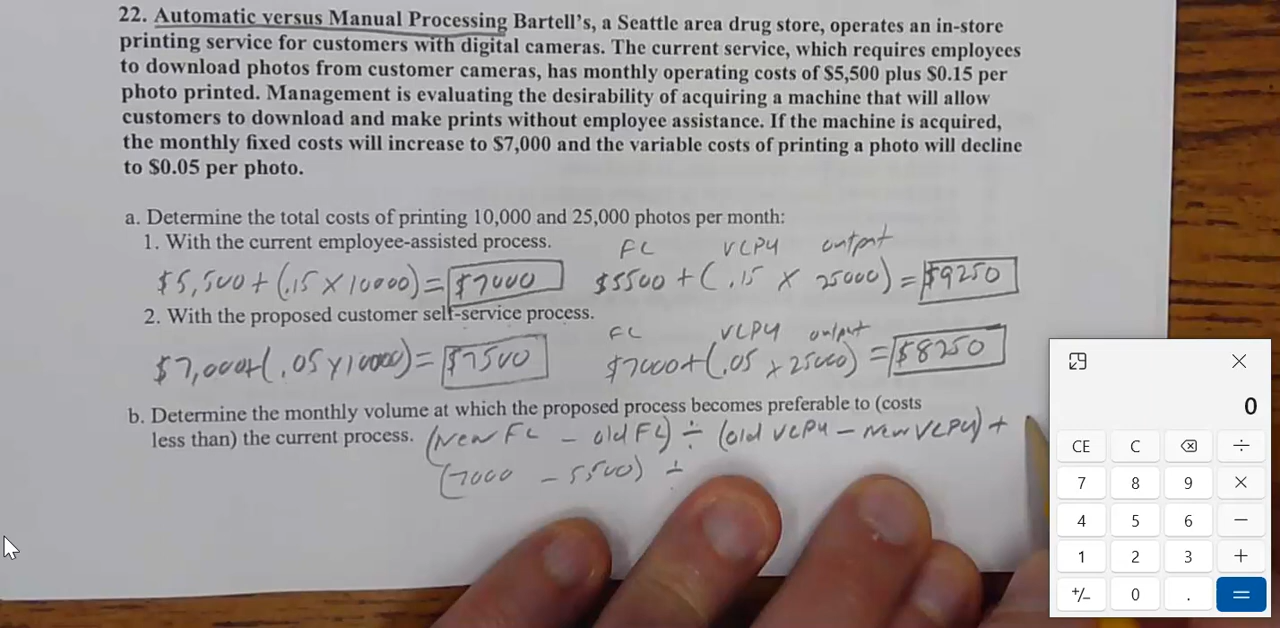 22. Automatic versus Manual Processing Bartell's, a Seattle area drug store, operates an in-store
printing service for customers with digital cameras. The current service, which requires employees
to download photos from customer cameras, has monthly operating costs of $5,500 plus $0.15 per
photo printed. Management is evaluating the desirability of acquiring a machine that will allow
customers to download and make prints without employee assistance. If the machine is acquired,
the monthly fixed costs will increase to $7,000 and the variable costs of printing a photo will decline
to $0.05 per photo.
a. Determine the total costs of printing 10,000 and 25,000 photos per month:
1. With the current employee-assisted process.
FC VCPU output
$5,500 + (.15 x 10000) = $7000 $5500 + (.15 x 25000) = $9250
2. With the proposed customer self-service process.
FC VCPU output
$7,000 + (.05 x 10000) = $7500 $7000 + (.05 x 25000) = $8250
b. Determine the monthly volume at which the proposed process becomes preferable to (costs
less than) the current process. (New FC - old FC) ÷ (old VCPU - New VCPU) +
(7000 - 5500) ÷
0
CE C ⌫ ÷
7 8 9 ×
4 5 6 −
1 2 3 +
+/− 0 . =